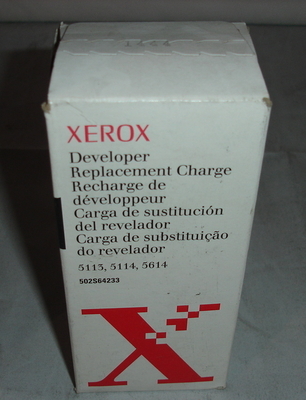 XEROX
Developer
Replacement Charge
Recharge de
développeur
Carga de sustitución
del revelador
Carga de substituição
do revelador
5113, 5114, 5614
502S64233
X